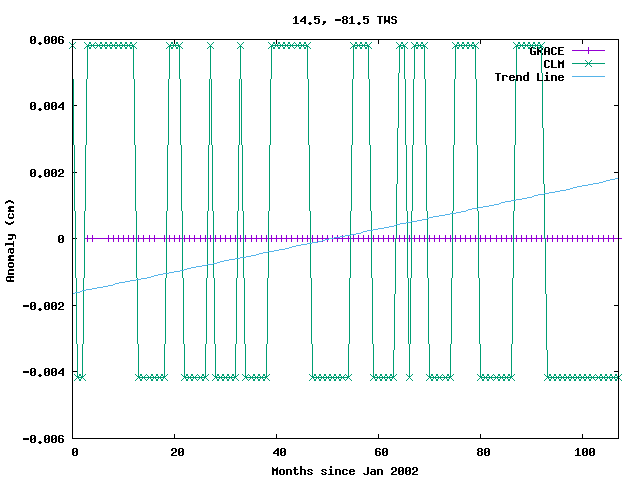 14.5, -81.5 TWS
GRACE
CLM
Trend Line
0.006
0.004
0.002
0
-0.002
-0.004
-0.006
Anomaly (cm)
0 20 40 60 80 100
Months since Jan 2002